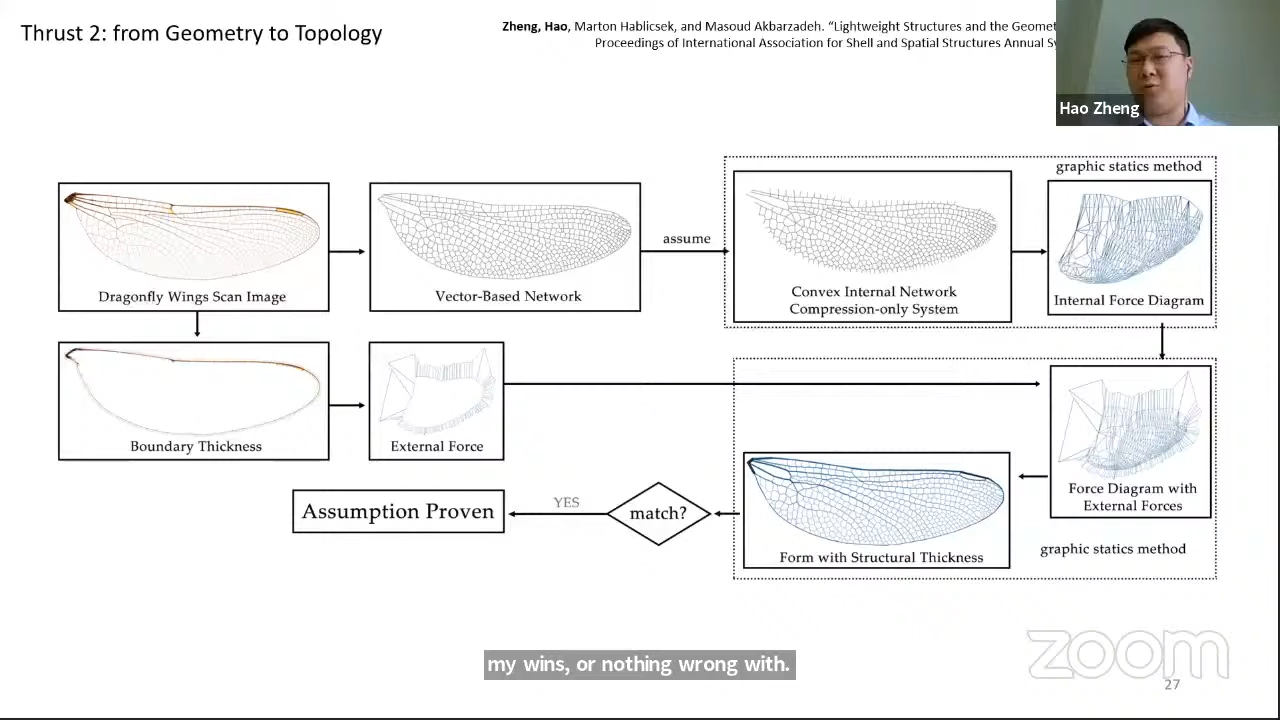 Thrust 2: from Geometry to Topology
Zheng, Hao, Marton Hablicsek, and Masoud Akbarzadeh. “Lightweight Structures and the
Proceedings of International Association for Shell and Spatial Structures Annual
Hao Zheng
graphic statics method
Dragonfly Wings Scan Image
Vector-Based Network
assume
Convex Internal Network
Compression-only System
Internal Force Diagram
Boundary Thickness
External Force
Force Diagram with
External Forces
Assumption Proven
YES
match?
Form with Structural Thickness
graphic statics method
my wins, or nothing wrong with.
zoom
27